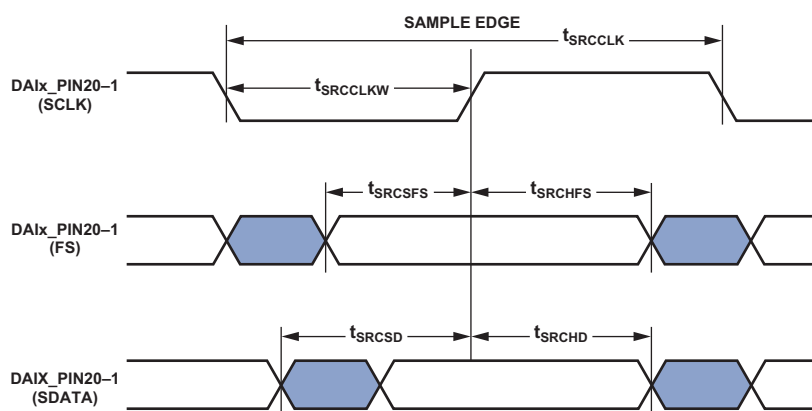 SAMPLE EDGE
tSRCCLK
DAIx_PIN20–1
(SCLK)
tSRCCLKW
tSRCSFS
tSRCHFS
DAIx_PIN20–1
(FS)
tSRCSD
tSRCHD
DAIX_PIN20–1
(SDATA)